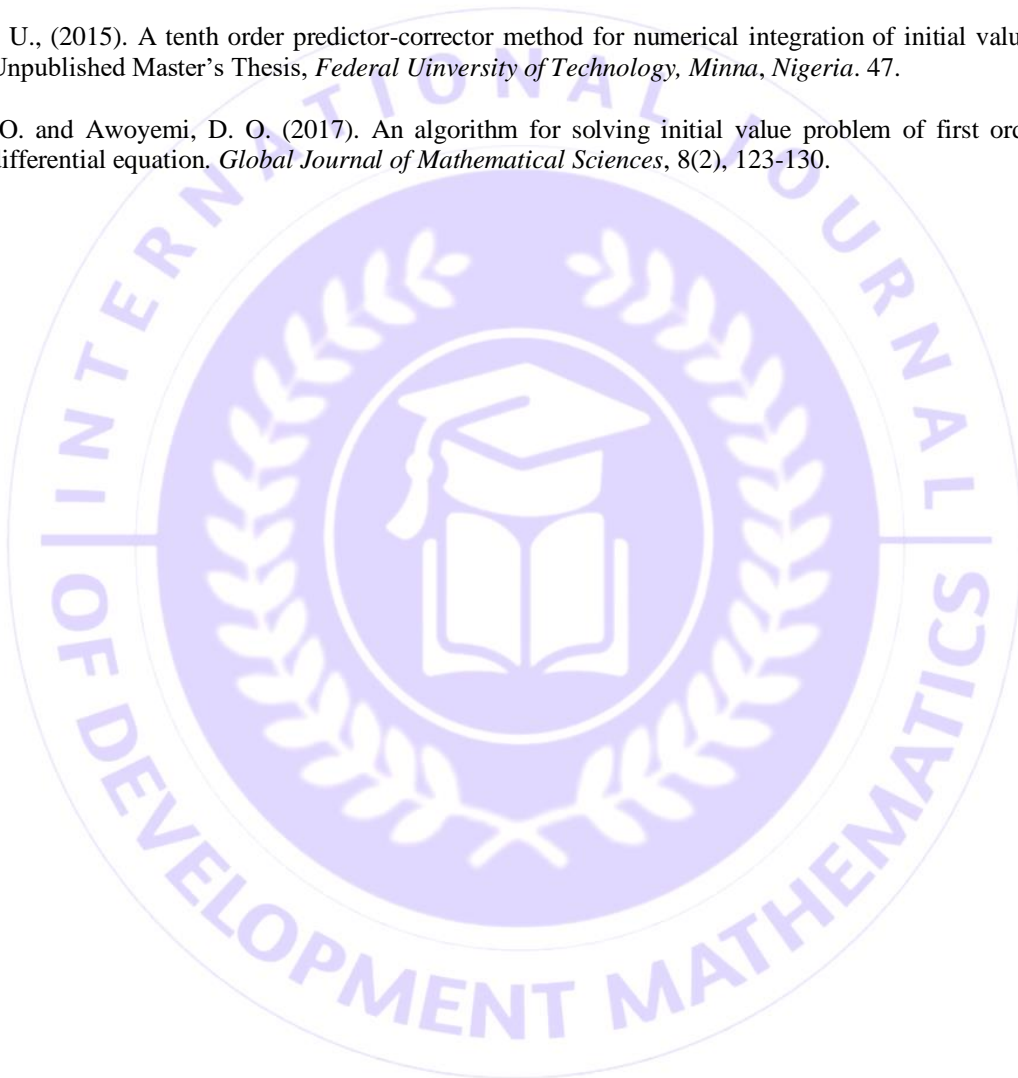 U., (2015). A tenth order predictor-corrector method for numerical integration of initial valu
Unpublished Master's Thesis, Federal Uinversity of Technology, Minna, Nigeria. 47.
O. and Awoyemi, D. O. (2017). An algorithm for solving initial value problem of first ord
differential equation. Global Journal of Mathematical Sciences, 8(2), 123-130.
INTERNATIONAL JOURNAL
OF DEVELOPMENT MATHEMATICS